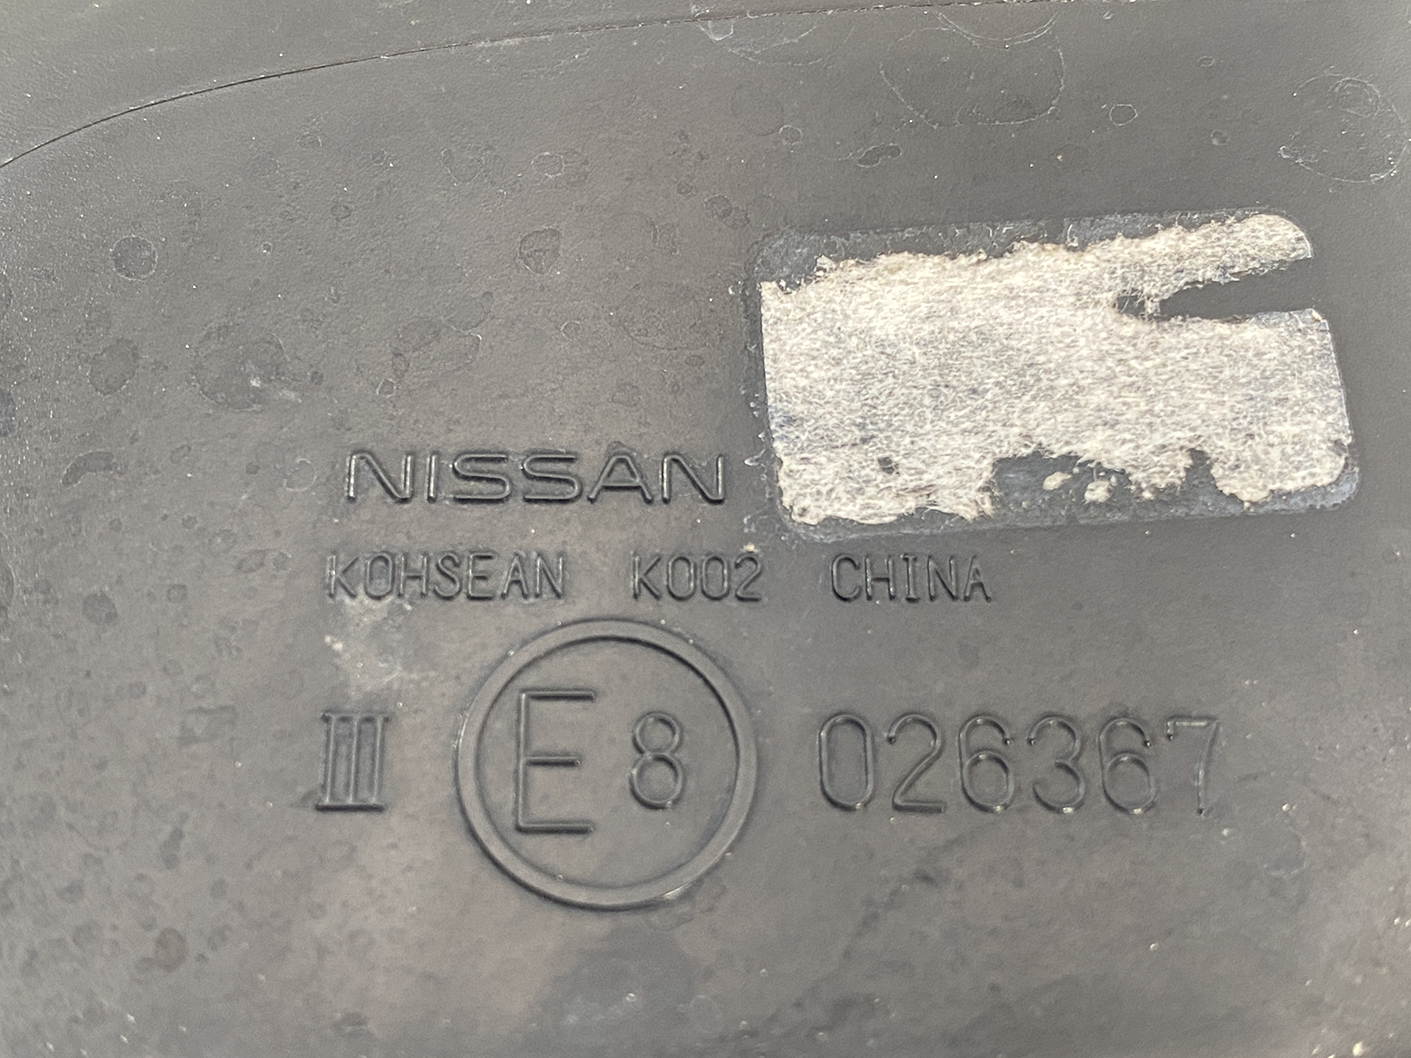 NISSAN
KOHSEAN K002 CHINA
III E8 026367